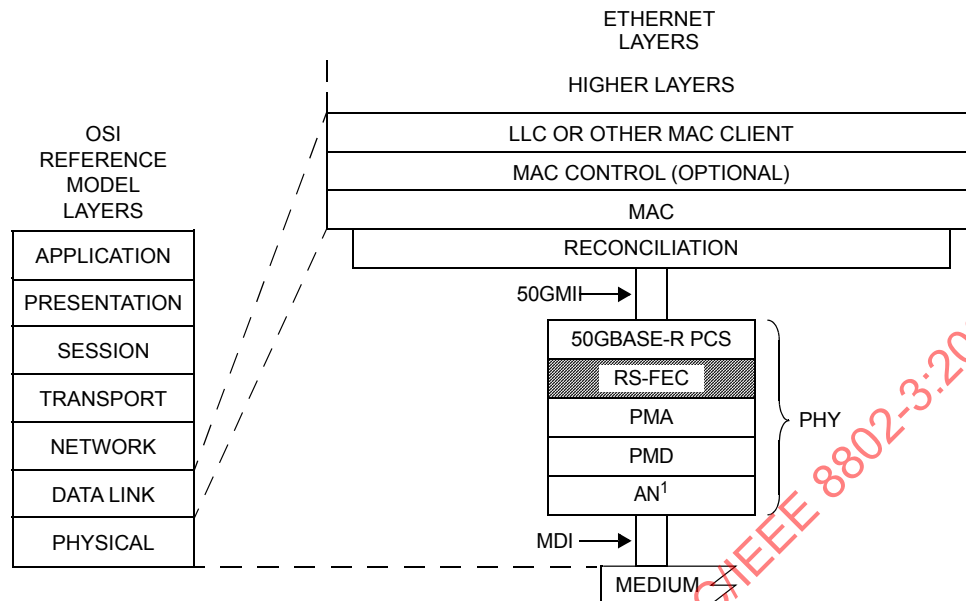 ETHERNET
LAYERS
HIGHER LAYERS
OSI
REFERENCE
MODEL
LAYERS
LLC OR OTHER MAC CLIENT
MAC CONTROL (OPTIONAL)
MAC
RECONCILIATION
APPLICATION
PRESENTATION
SESSION
TRANSPORT
NETWORK
DATA LINK
PHYSICAL
50GMII
50GBASE-R PCS
RS-FEC
PMA
PMD
AN1
PHY
MDI
MEDIUM
/IEEE 8802-3:20